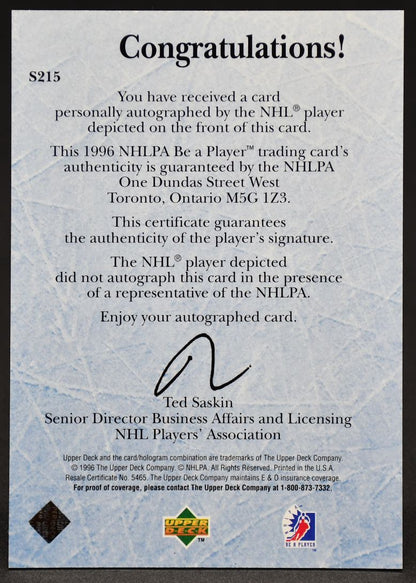 Congratulations!
S215
You have received a card
personally autographed by the NHL® player
depicted on the front of this card.
This 1996 NHLPA Be a Player™ trading card's
authenticity is guaranteed by the NHLPA
One Dundas Street West
Toronto, Ontario M5G 1Z3.
This certificate guarantees
the authenticity of the player's signature.
The NHL® player depicted
did not autograph this card in the presence
of a representative of the NHLPA.
Enjoy your autographed card.
Ted Saskin
Senior Director Business Affairs and Licensing
NHL Players' Association
Upper Deck and the card/hologram combination are trademarks of The Upper Deck Company.
© 1996 The Upper Deck Company. © NHLPA. All Rights Reserved. Printed in the U.S.A.
Resale Certificate No. 5465. The Upper Deck Company maintains E & O insurance coverage.
For proof of coverage, please contact The Upper Deck Company at 1-800-873-7332.
UPPER
DECK
TM
BE A PLAYER